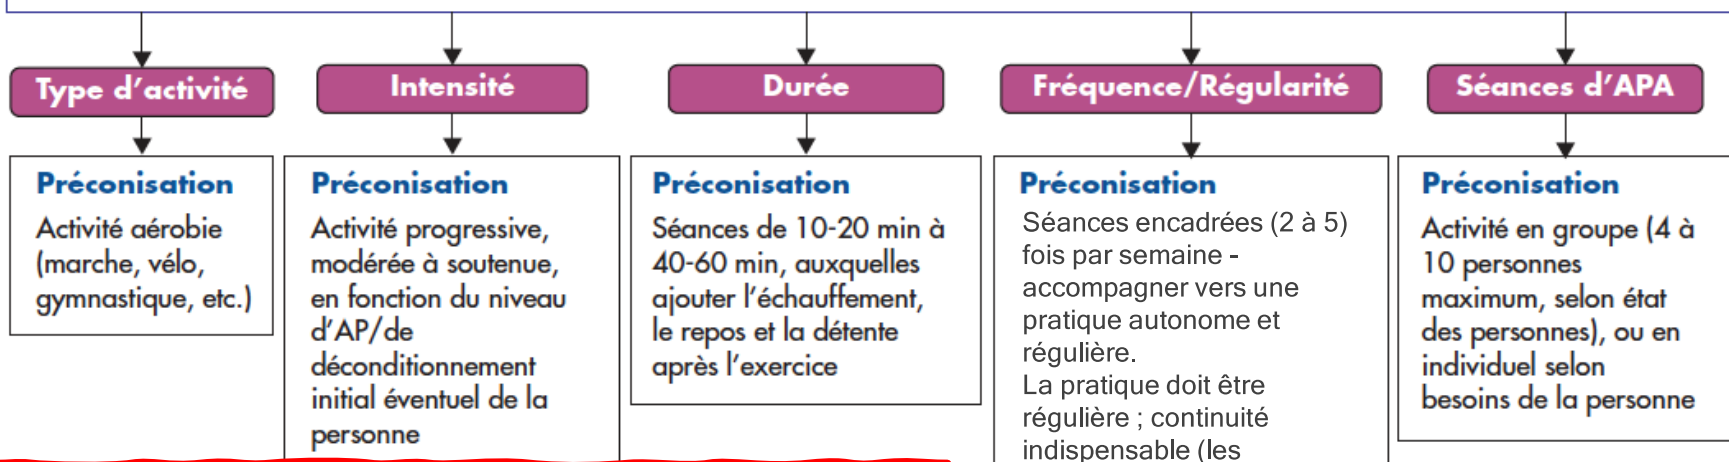 Type d’activité
Préconisation
Activité aérobie
(marche, vélo,
gymnastique, etc.)
Intensité
Préconisation
Activité progressive,
modérée à soutenue,
en fonction du niveau
d’AP/de
déconditionnement
initial éventuel de la
personne
Durée
Préconisation
Séances de 10-20 min à
40-60 min, auxquelles
ajouter l’échauffement,
le repos et la détente
après l’exercice
Fréquence/Régularité
Préconisation
Séances encadrées (2 à 5)
fois par semaine -
accompagner vers une
pratique autonome et
régulière.
La pratique doit être
régulière ; continuité
indispensable (les
Séances d’APA
Préconisation
Activité en groupe (4 à
10 personnes
maximum, selon état
des personnes), ou en
individuel selon
besoins de la personne